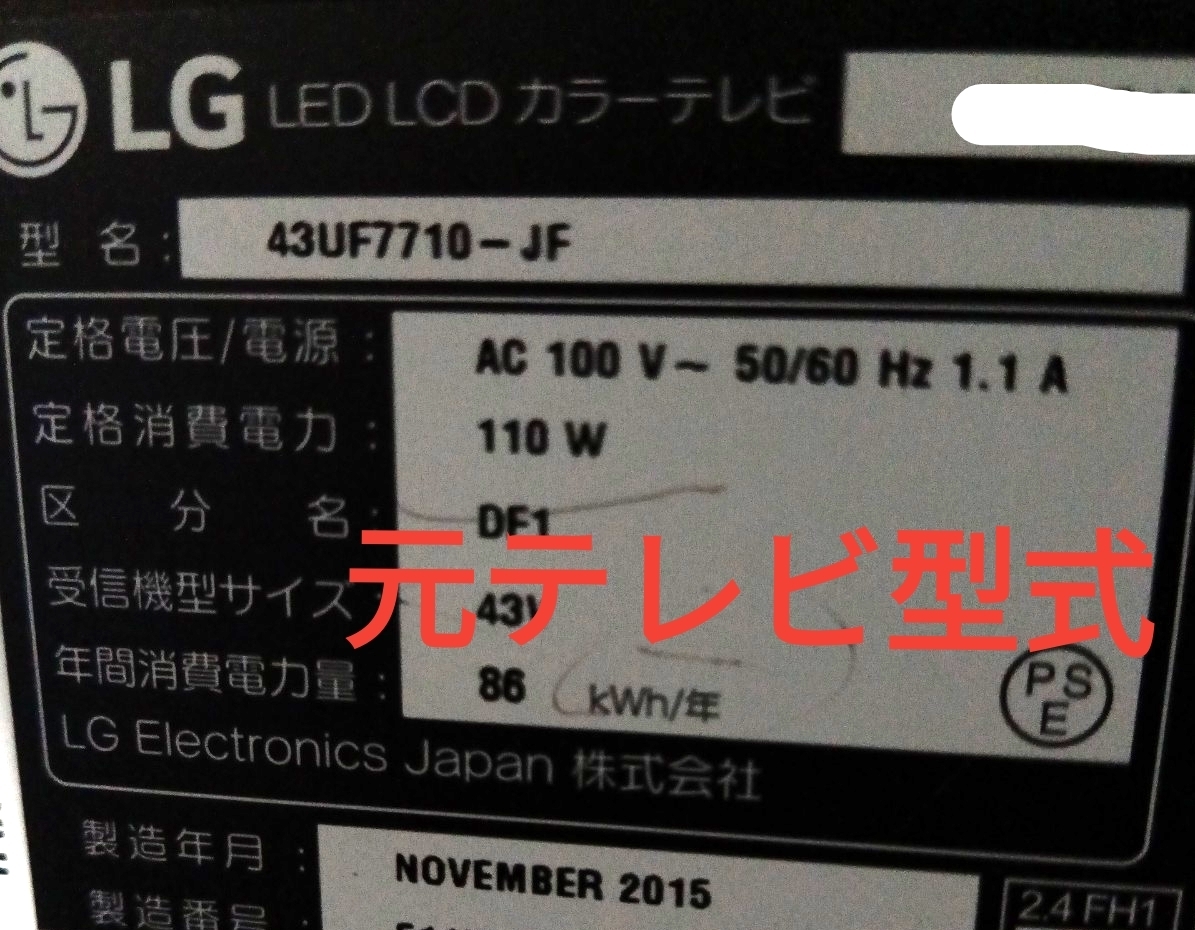 LG LED LCD カラーテレビ
型名: 43UF7710-JF
定格電圧/電源: AC 100 V~ 50/60 Hz 1.1 A
定格消費電力: 110 W
区分名: DF1
元テレビ型式
受信機型サイズ: 43V
年間消費電力量: 86 kWh/年
PSE
LG Electronics Japan 株式会社
製造年月: NOVEMBER 2015
2.4 FH1
製造番号